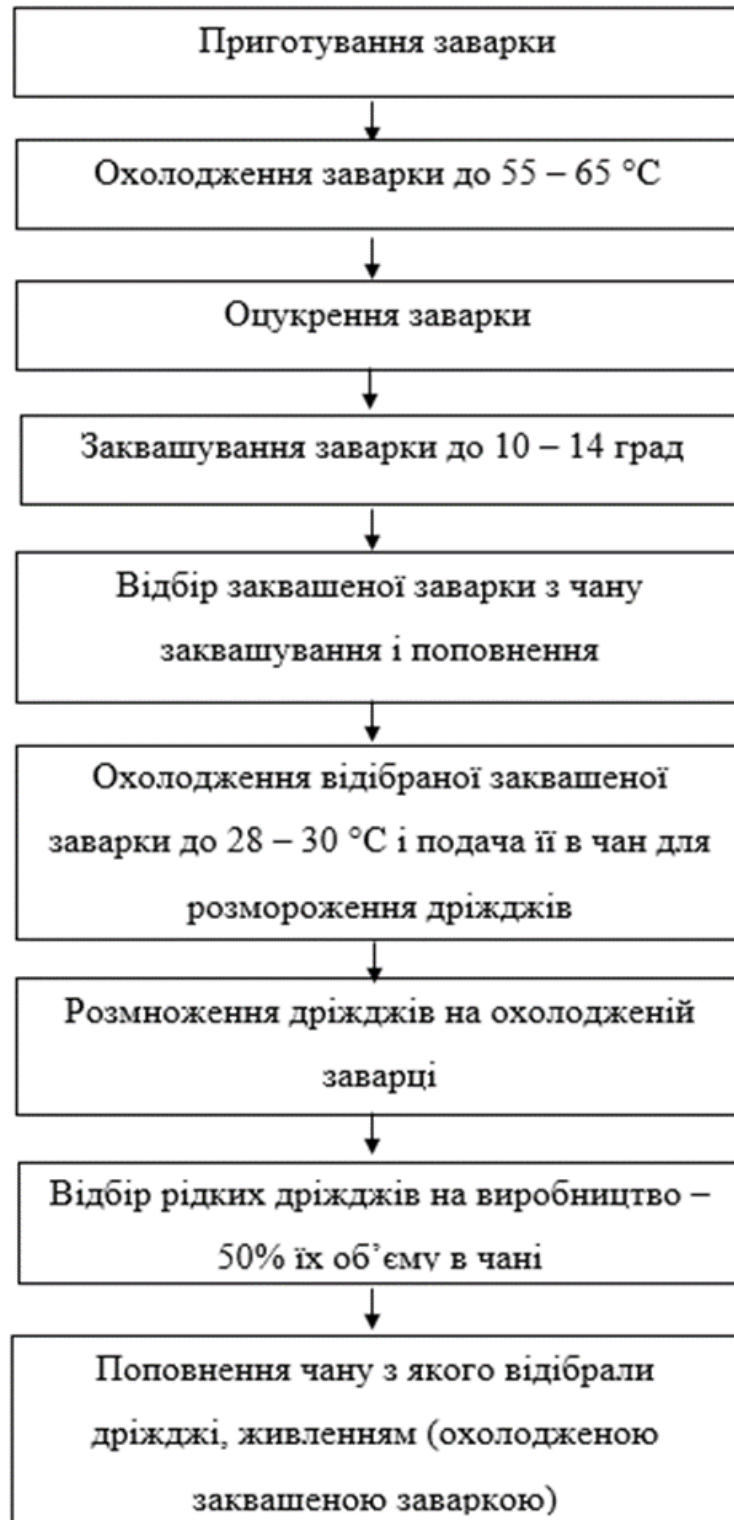 Приготування заварки
Охолодження заварки до 55 – 65 °С
Оцукрення заварки
Заквашування заварки до 10 – 14 град
Відбір заквашеної заварки з чану
заквашування і поповнення
Охолодження відібраної заквашеної
заварки до 28 – 30 °С і подача її в чан для
розмороження дріжджів
Розмноження дріжджів на охолодженій
заварці
Відбір рідких дріжджів на виробництво –
50% їх об’єму в чані
Поповнення чану з якого відібрали
дріжджі, живленням (охолодженою
заквашеною заваркою)